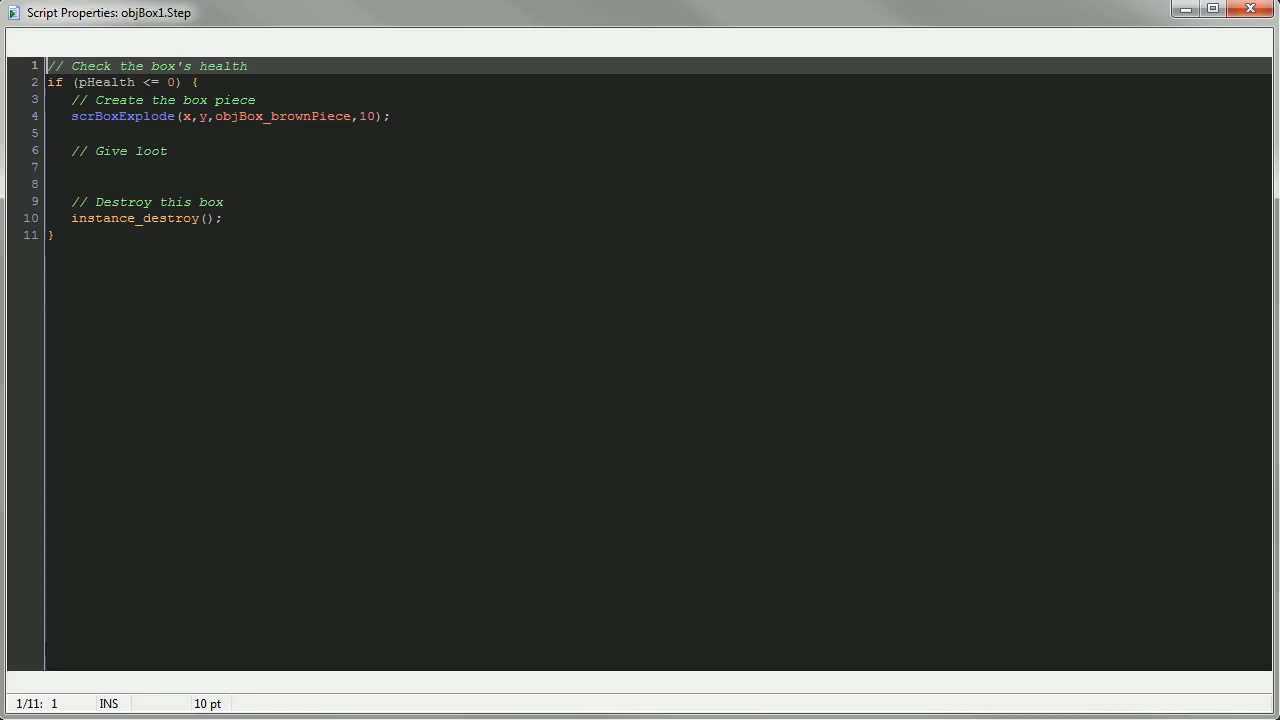 Script Properties: objBox1.Step
1 // Check the box's health
2 if (pHealth <= 0) {
3 // Create the box piece
4 scrBoxExplode(x,y,objBox_brownPiece,10);
5
6 // Give loot
7
8
9 // Destroy this box
10 instance_destroy();
11 }
1/11: 1 INS 10 pt